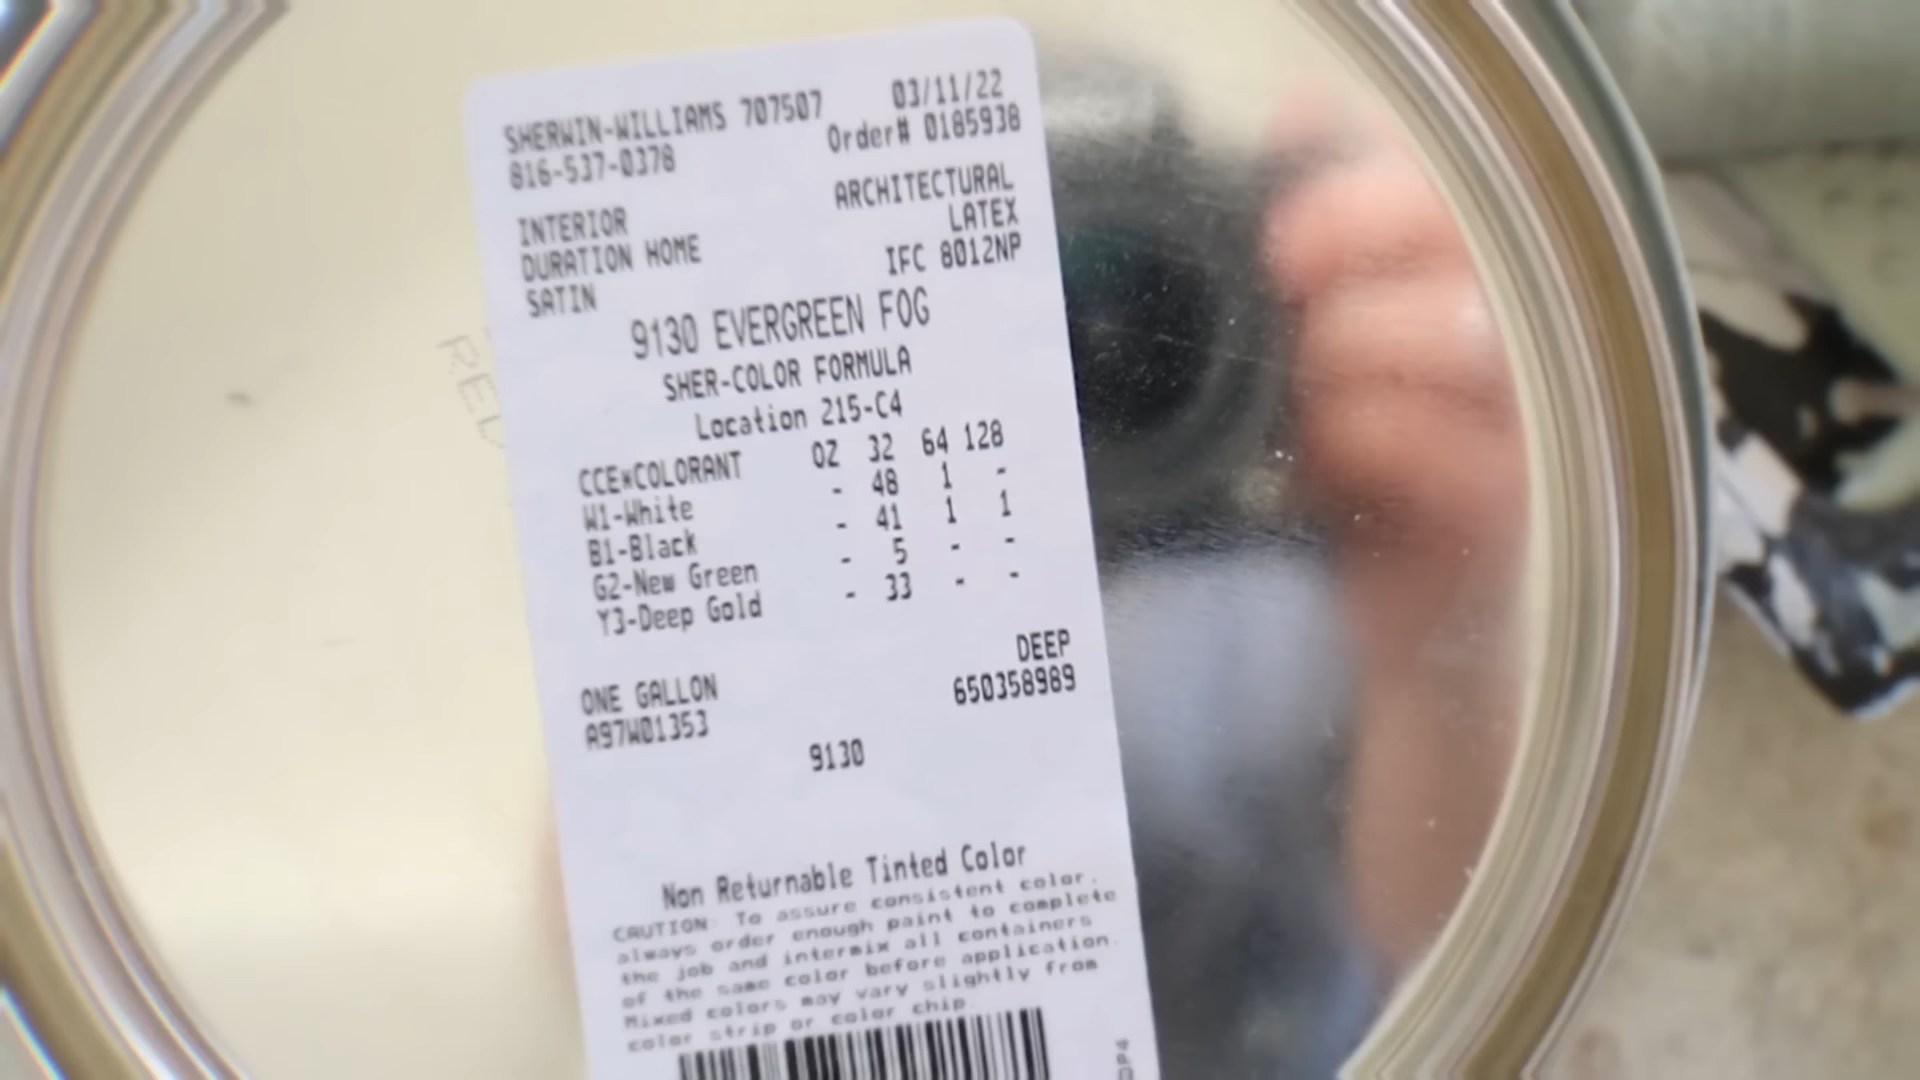 SHERWIN-WILLIAMS 707507 03/11/22
816-537-0378 Order# 0185938
INTERIOR ARCHITECTURAL
DURATION HOME LATEX
SATIN IFC 8012NP
9130 EVERGREEN FOG
SHER-COLOR FORMULA
Location 215-C4
CCE*COLORANT OZ 32 64 128
W1-White - 48 1 -
B1-Black - 41 1 1
G2-New Green - 5 - -
Y3-Deep Gold - 33 - -
ONE GALLON DEEP
A97W01353 650358989
9130
Non Returnable Tinted Color
CAUTION: To assure consistent color,
always order enough paint to complete
the job and intermix all containers
of the same color before application.
Mixed colors may vary slightly from
color strip or color chip.